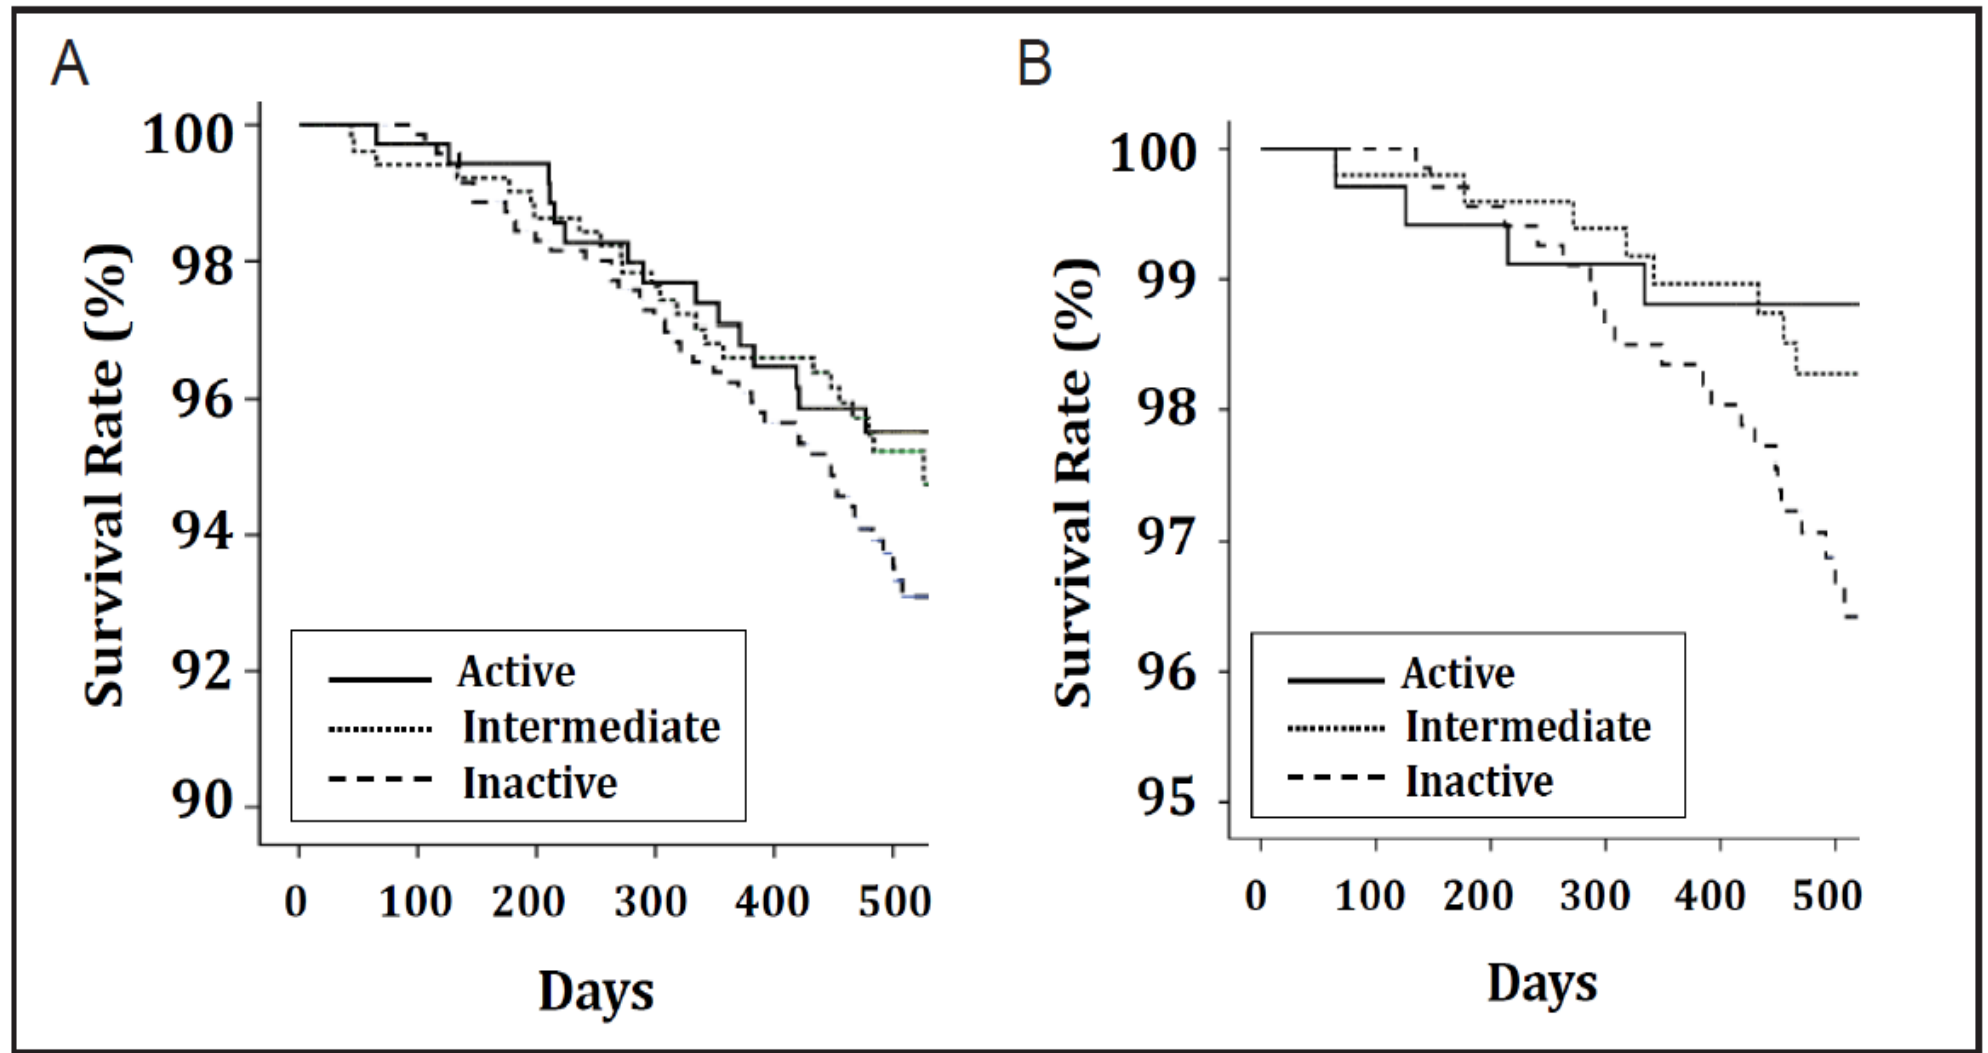 A
Survival Rate (%)
100
98
96
94
92
90
Active
Intermediate
Inactive
0 100 200 300 400 500
Days
B
Survival Rate (%)
100
99
98
97
96
95
Active
Intermediate
Inactive
0 100 200 300 400 500
Days